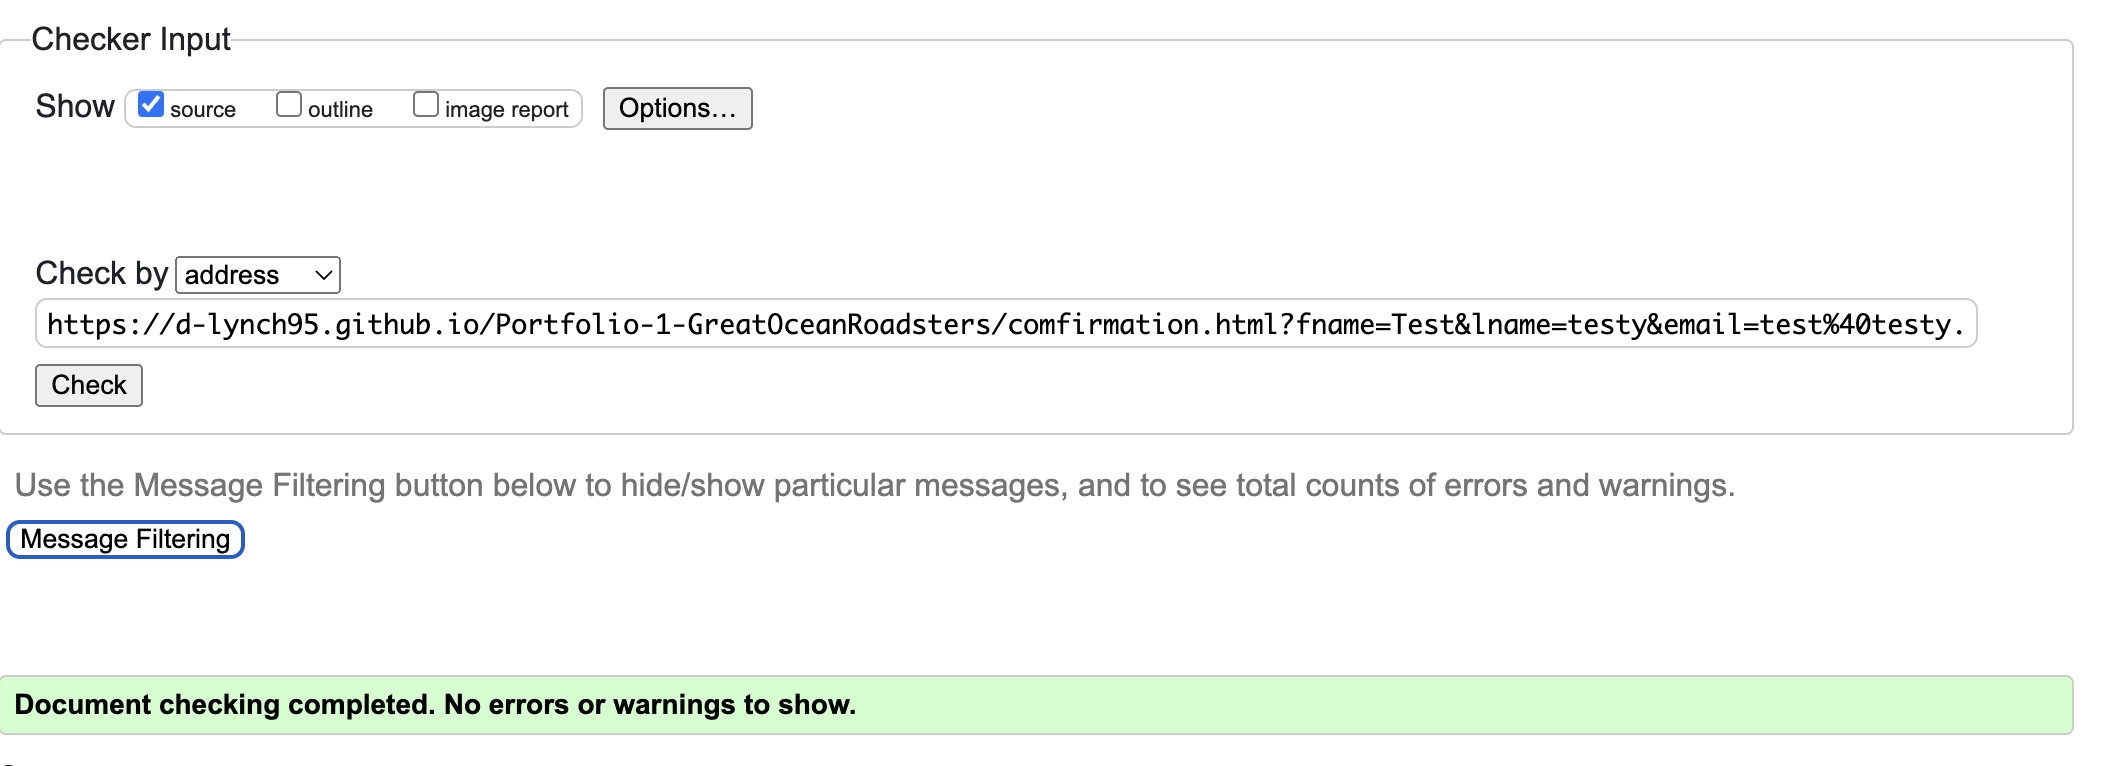 Checker Input
Show source outline image report Options...
Check by address
https://d-lynch95.github.io/Portfolio-1-GreatOceanRoadsters/comfirmation.html?fname=Test&lname=testy&email=test%40testy.
Check
Use the Message Filtering button below to hide/show particular messages, and to see total counts of errors and warnings.
Message Filtering
Document checking completed. No errors or warnings to show.